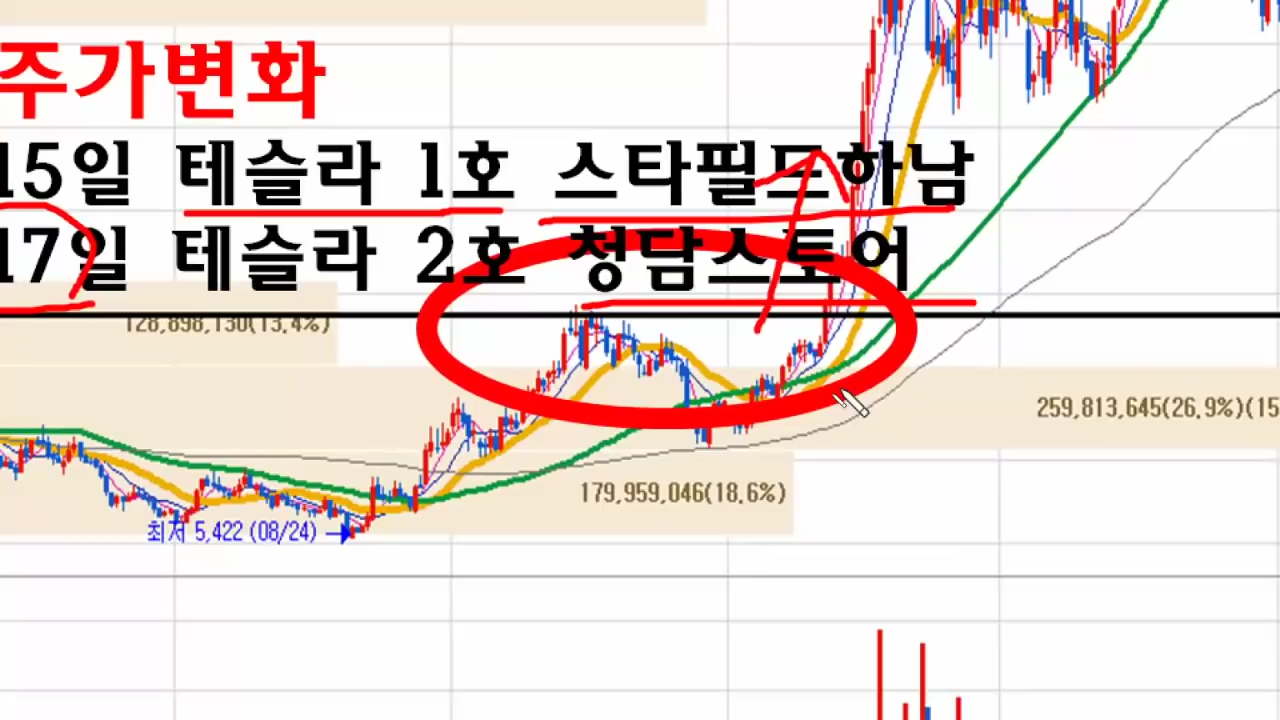 주가변화
15일 테슬라 1호 스타필드하남
17일 테슬라 2호 청담스토어
128,898,130(13,4%)
259,813,645(26,9%)(15
179,959,046(18,6%)
최저 5,422 (08/24)